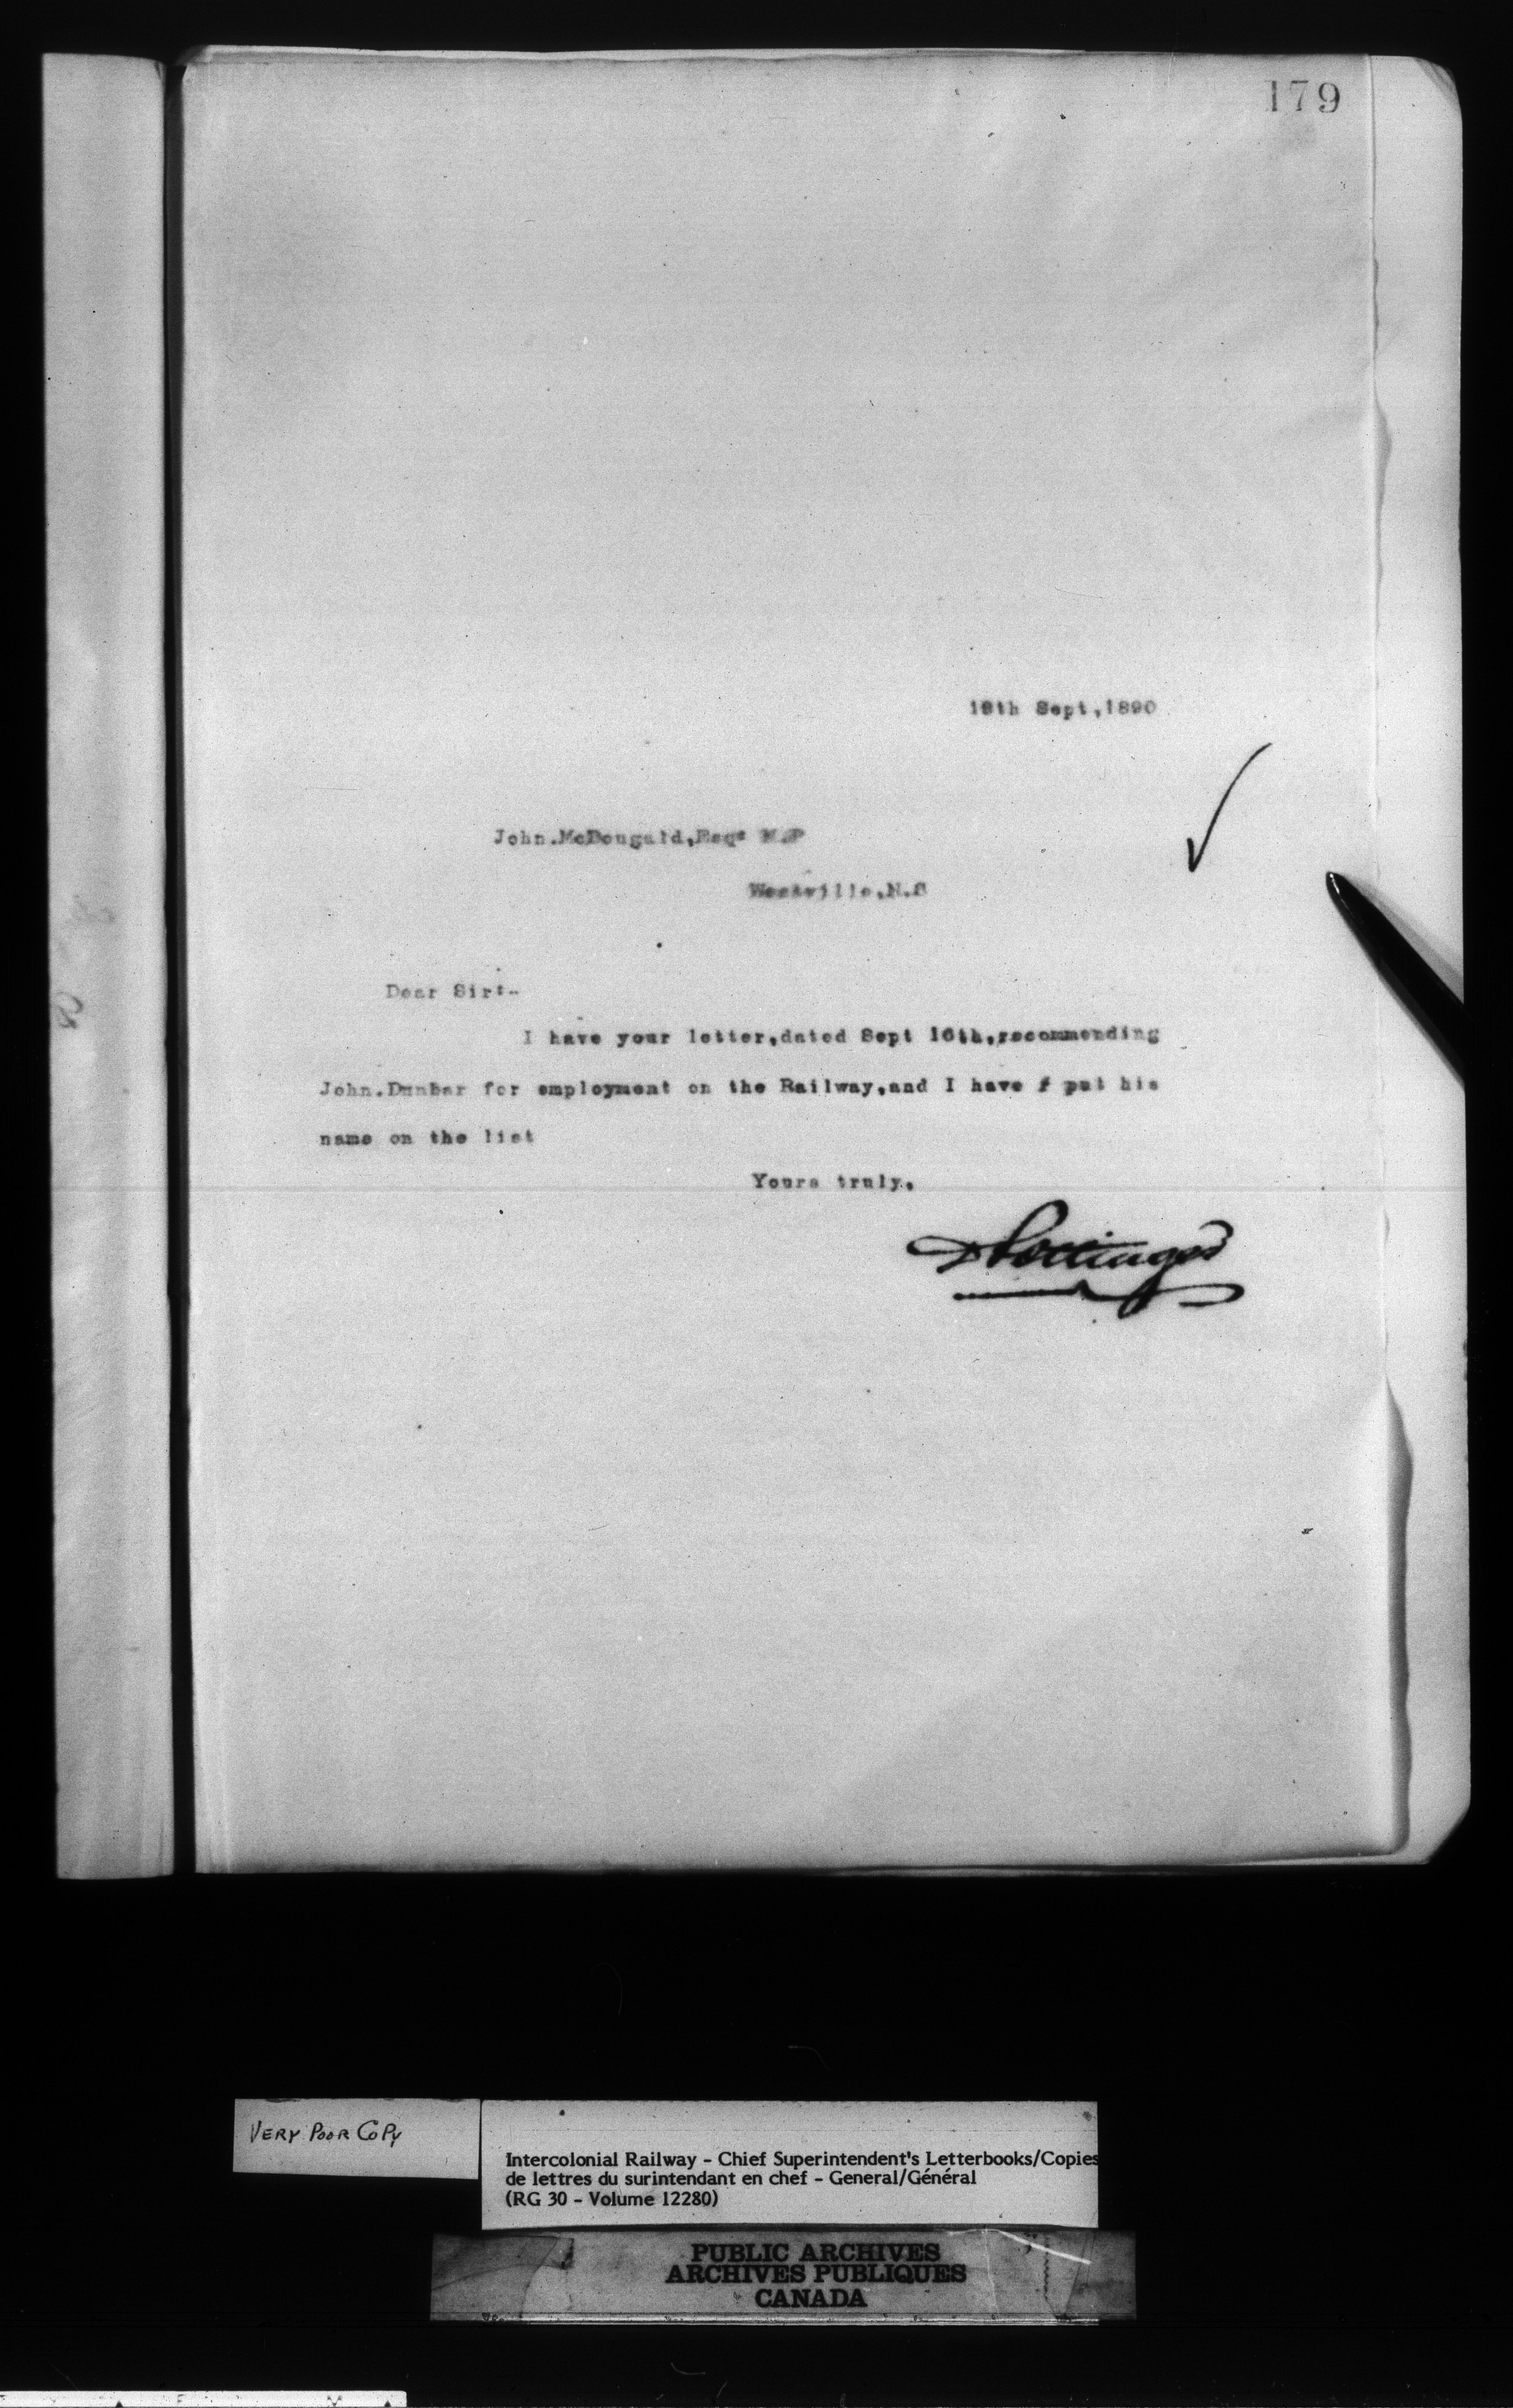 179
18th Sept,1890
John.McDougald,Esq: M.P
Westville,N.S
Dear Sir:-
I have your letter,dated Sept 16th,recommending
John.Dunbar for employment on the Railway,and I have f put his
name on the list
Yours truly,
DPottinger
VERY POOR COPY
Intercolonial Railway - Chief Superintendent's Letterbooks/Copies
de lettres du surintendant en chef - General/Général
(RG 30 - Volume 12280)
PUBLIC ARCHIVES
ARCHIVES PUBLIQUES
CANADA